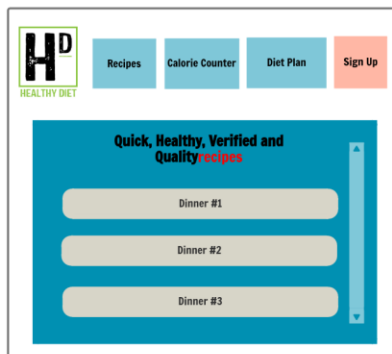 HD
HEALTHY DIET
Recipes
Calorie Counter
Diet Plan
Sign Up
Quick, Healthy, Verified and
Qualityrecipes
Dinner #1
Dinner #2
Dinner #3